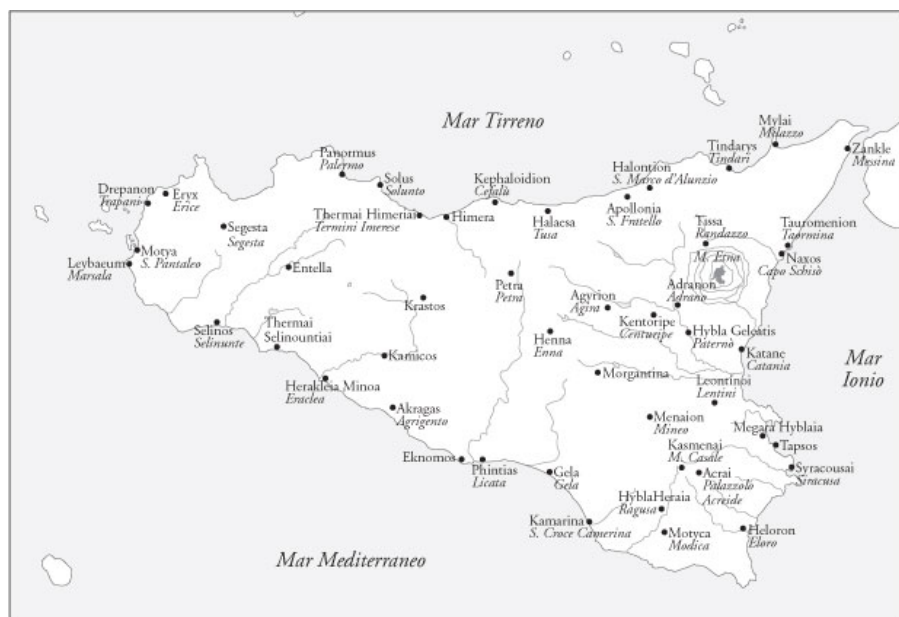 Mar Tirreno
Mylai
Milazzo
Zankle
Messina
Tindarys
Tindari
Panormus
Palermo
Solus
Solunto
Kephaloidion
Cefalù
Halontion
S. Marco d'Alunzio
Drepanon
Trapani
Eryx
Erice
Thermai Himeriai
Termini Imerese
Himera
Halaesa
Tusa
Apollonia
S. Fratello
Tissa
Randazzo
M. Etna
Tauromenion
Taormina
Naxos
Capo Schisò
Segesta
Segesta
Motya
S. Pantaleo
Leybaeum
Marsala
Entella
Petra
Petra
Krastos
Agyrion
Agira
Adranon
Adrano
Kentoripe
Centuripe
Hybla Geleatis
Paternò
Katane
Catania
Mar
Ionio
Selinos
Selinunte
Thermai
Selinountiai
Kamicos
Henna
Enna
Morgantina
Leontinoi
Lentini
Herakleia Minoa
Eraclea
Akragas
Agrigento
Menaion
Mineo
Megara Hyblaia
Tapsos
Kasmenai
M. Casale
Acrai
Palazzolo
Acreide
Syracousai
Siracusa
Eknomos
Phintias
Licata
Gela
Gela
HyblaHeraia
Ragusa
Kamarina
S. Croce Camerina
Motyca
Modica
Heloron
Eloro
Mar Mediterraneo